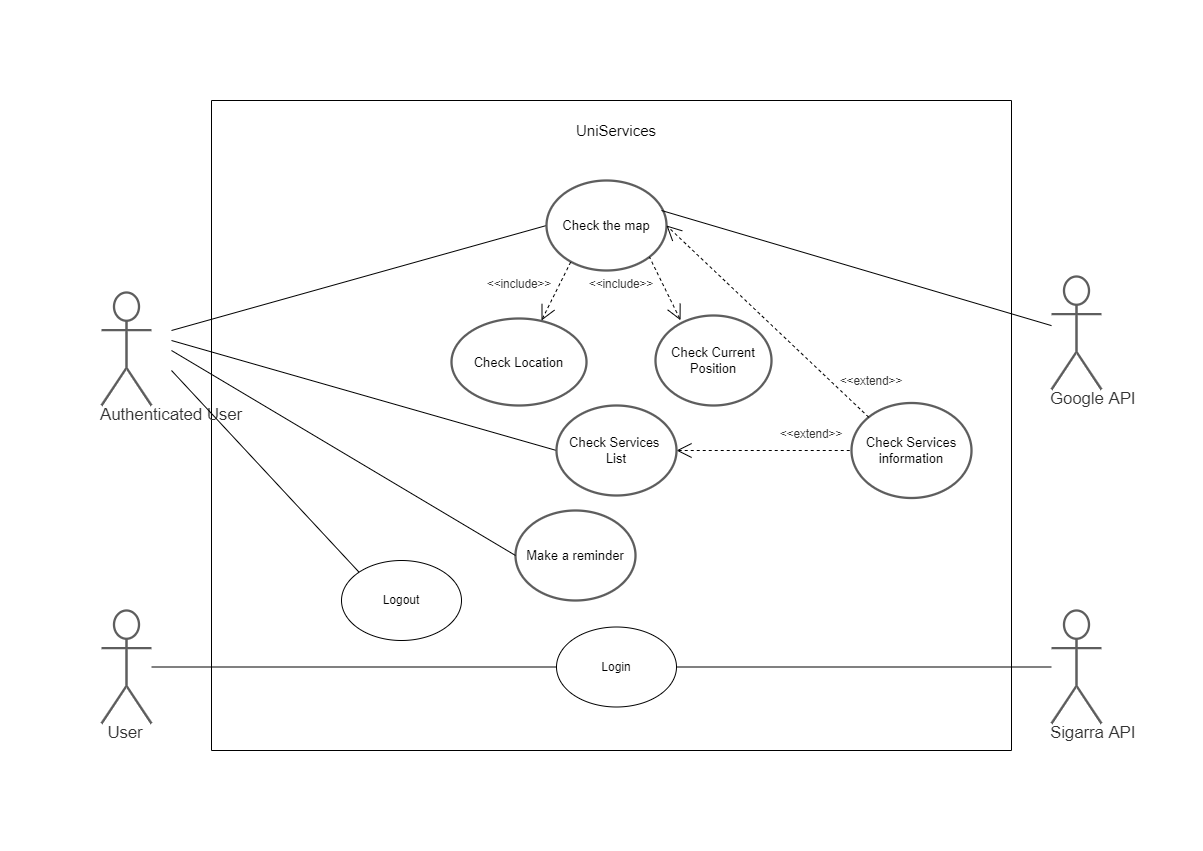 UniServices
Check the map
<<include>>
<<include>>
Check Location
Check Current
Position
<<extend>>
Authenticated User
Google API
Check Services
List
<<extend>>
Check Services
information
Make a reminder
Logout
Login
User
Sigarra API